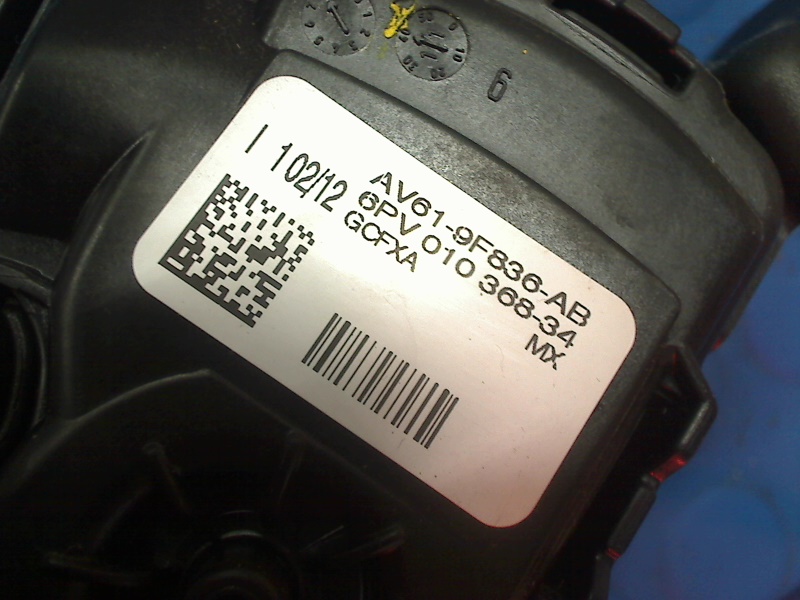 6
I 102/12
AV61-9F836-AB
6PV 010 368-34
GCFXA
MX